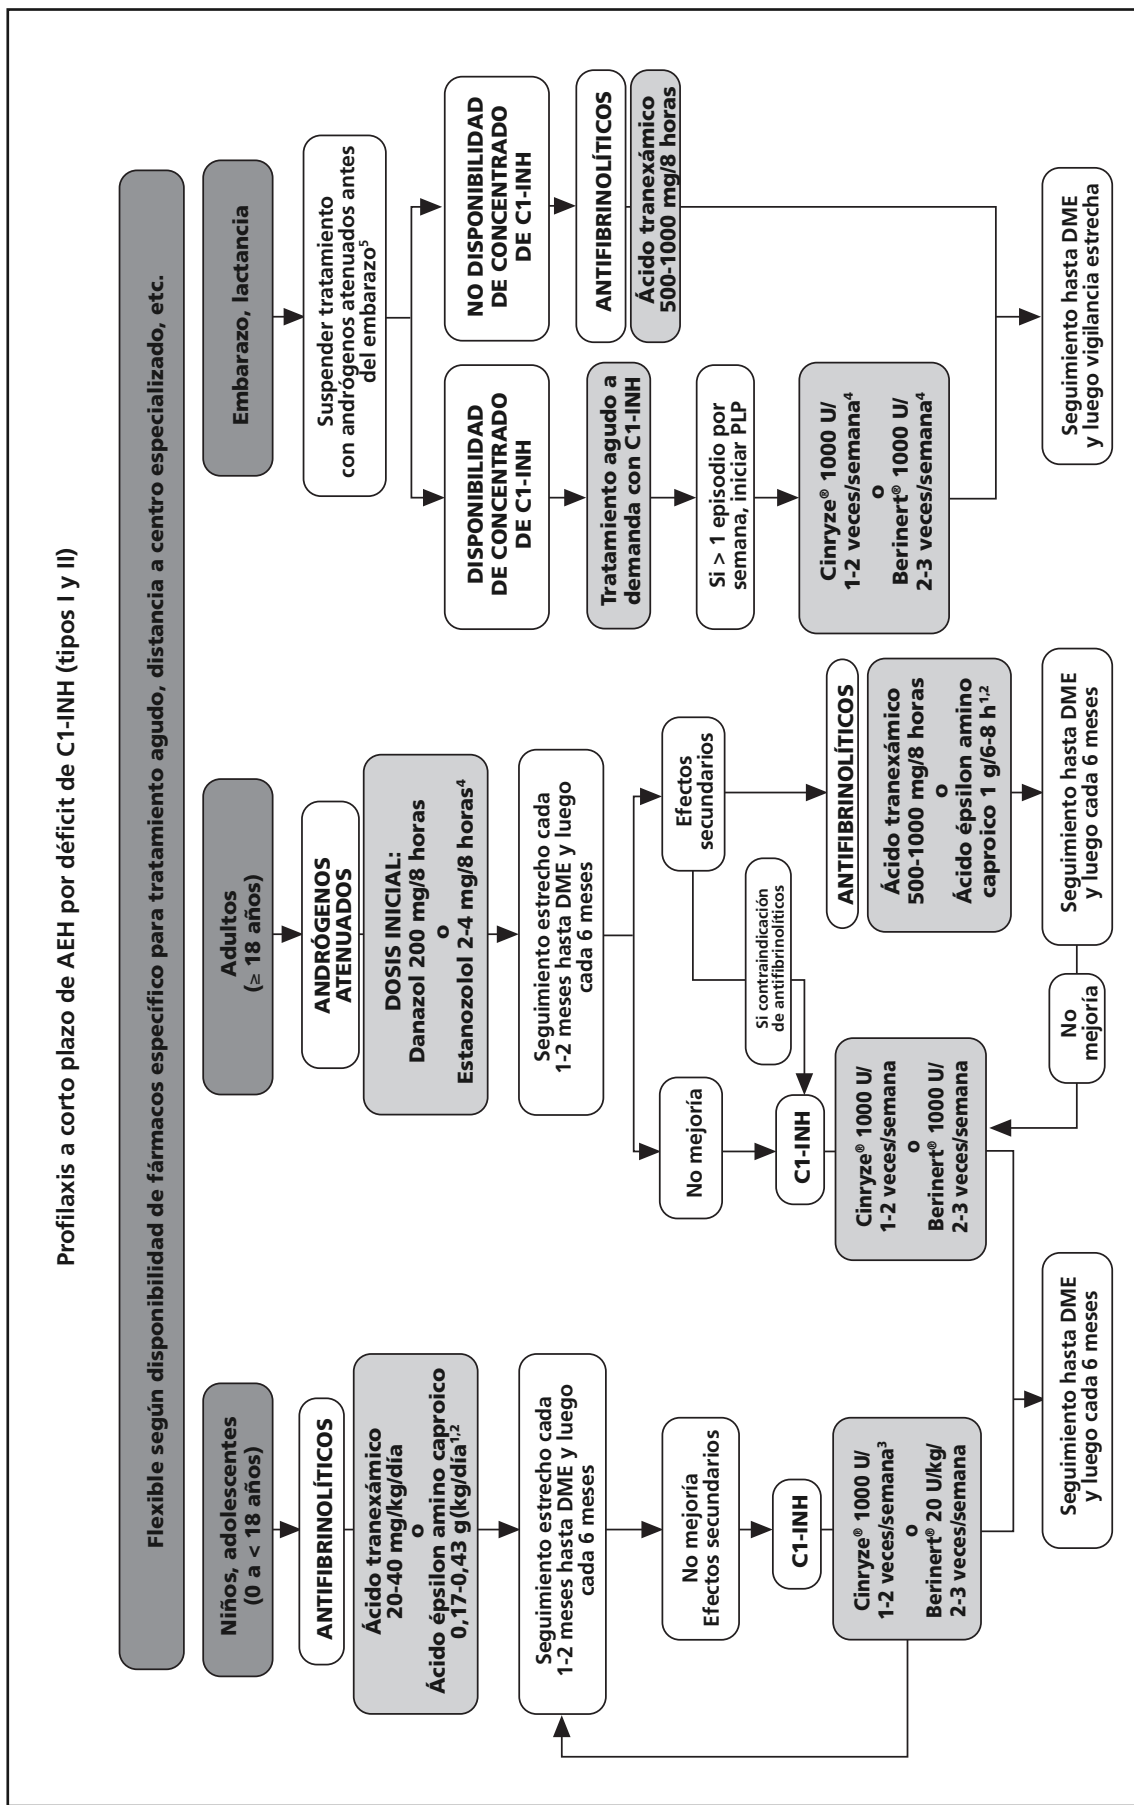 Profilaxis a corto plazo de AEH por déficit de C1-INH (tipos I y II)
Flexible según disponibilidad de fármacos específico para tratamiento agudo, distancia a centro especializado, etc.
Niños, adolescentes
(0 a < 18 años)
ANTIFIBRINOLÍTICOS
Ácido tranexámico
20-40 mg/kg/día
o
Ácido épsilon amino caproico
0,17-0,43 g(kg/día1,2
Seguimiento estrecho cada
1-2 meses hasta DME y luego
cada 6 meses
No mejoría
Efectos secundarios
C1-INH
Cinryze® 1000 U/
1-2 veces/semana3
o
Berinert® 20 U/kg/
2-3 veces/semana
Seguimiento hasta DME
y luego cada 6 meses
Adultos
(≥ 18 años)
ANDRÓGENOS
ATENUADOS
DOSIS INICIAL:
Danazol 200 mg/8 horas
o
Estanozolol 2-4 mg/8 horas4
Seguimiento estrecho cada
1-2 meses hasta DME y luego
cada 6 meses
No mejoría
C1-INH
Cinryze® 1000 U/
1-2 veces/semana
o
Berinert® 1000 U/
2-3 veces/semana
Si contraindicación
de antifibrinolíticos
Efectos
secundarios
ANTIFIBRINOLÍTICOS
Ácido tranexámico
500-1000 mg/8 horas
o
Ácido épsilon amino
caproico 1 g/6-8 h1,2
Seguimiento hasta DME
y luego cada 6 meses
No
mejoría
Embarazo, lactancia
Suspender tratamiento
con andrógenos atenuados antes
del embarazo5
DISPONIBILIDAD
DE CONCENTRADO
DE C1-INH
Tratamiento agudo a
demanda con C1-INH
Si > 1 episodio por
semana, iniciar PLP
Cinryze® 1000 U/
1-2 veces/semana4
o
Berinert® 1000 U/
2-3 veces/semana4
NO DISPONIBILIDAD
DE CONCENTRADO
DE C1-INH
ANTIFIBRINOLÍTICOS
Ácido tranexámico
500-1000 mg/8 horas
Seguimiento hasta DME
y luego vigilancia estrecha